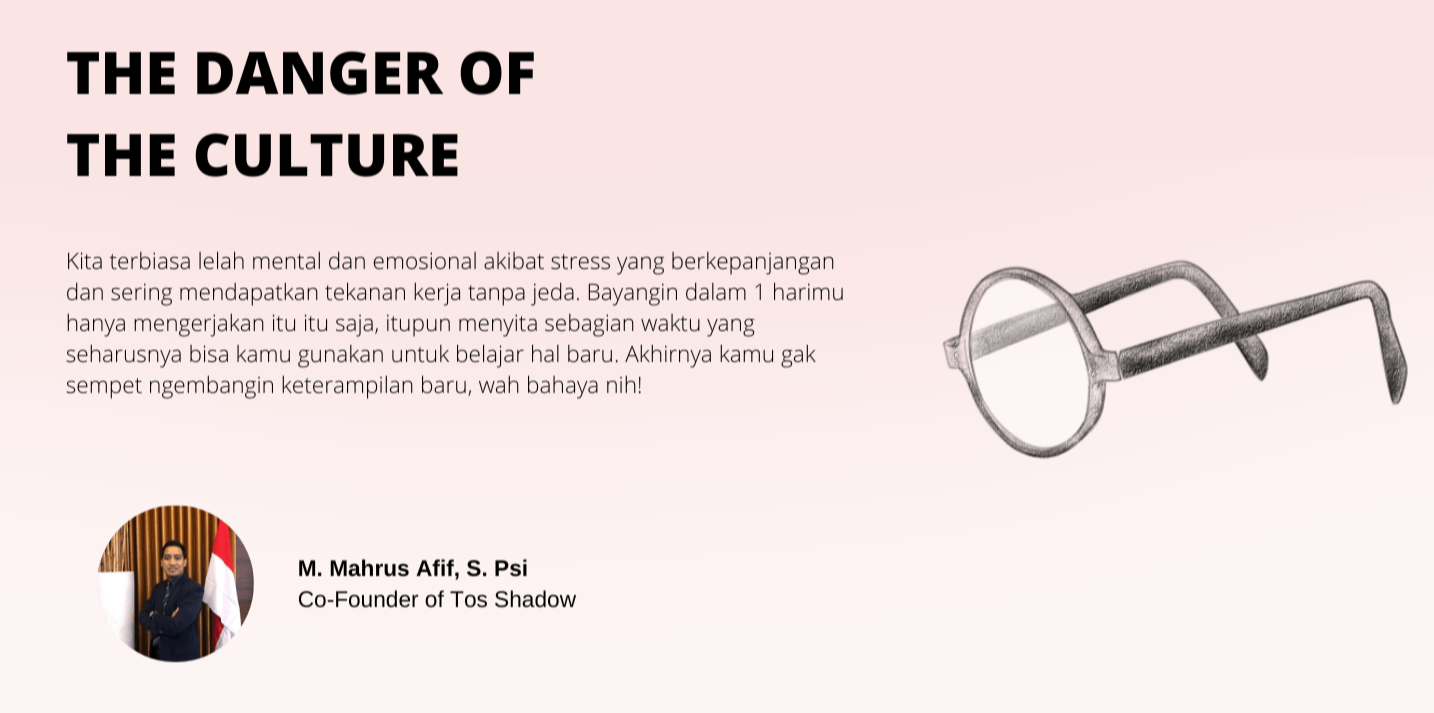 THE DANGER OF
THE CULTURE
Kita terbiasa lelah mental dan emosional akibat stress yang berkepanjangan
dan sering mendapatkan tekanan kerja tanpa jeda. Bayangin dalam 1 harimu
hanya mengerjakan itu itu saja, itupun menyita sebagian waktu yang
seharusnya bisa kamu gunakan untuk belajar hal baru. Akhirnya kamu gak
sempet ngembangin keterampilan baru, wah bahaya nih!
M. Mahrus Afif, S. Psi
Co-Founder of Tos Shadow